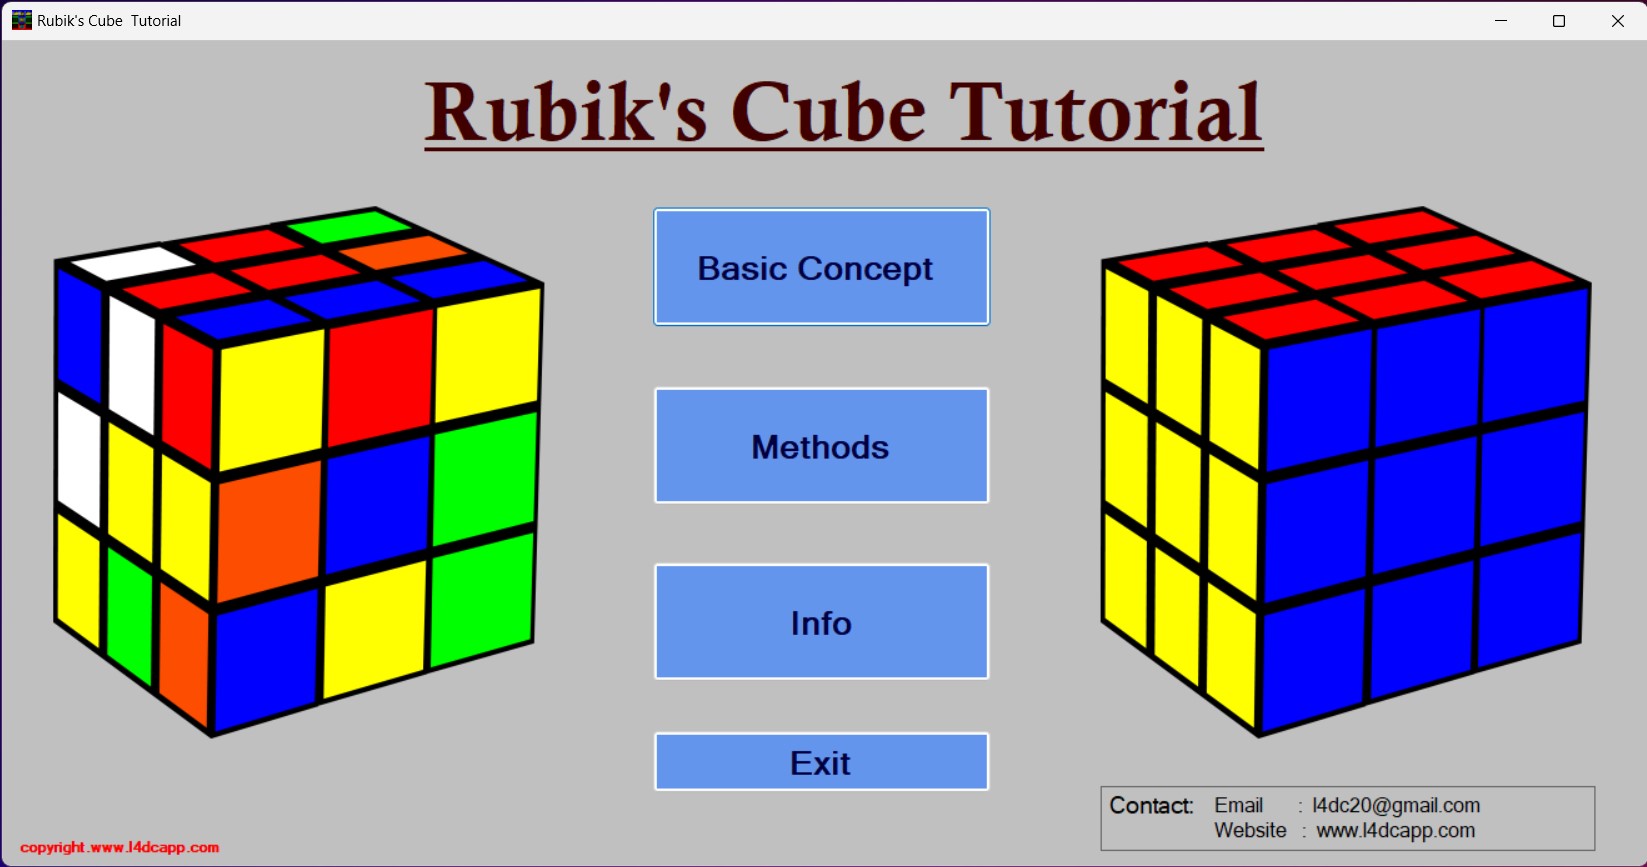 Rubik's Cube  Tutorial
Rubik's Cube Tutorial
Basic Concept
Methods
Info
Exit
Contact: Email : l4dc20@gmail.com
Website : www.l4dcapp.com
copyright.www.l4dcapp.com